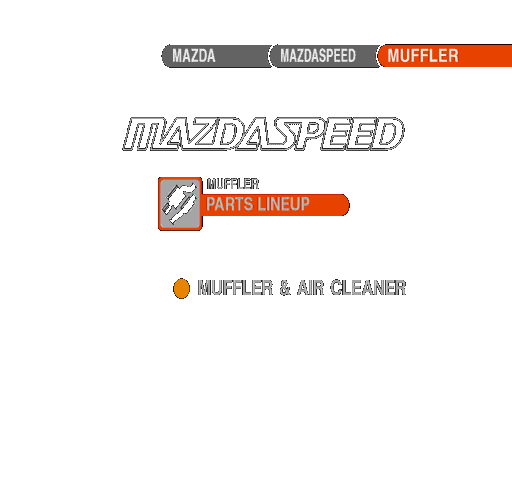 MAZDA MAZDASPEED MUFFLER
MAZDASPEED
MUFFLER
PARTS LINEUP
MUFFLER & AIR CLEANER